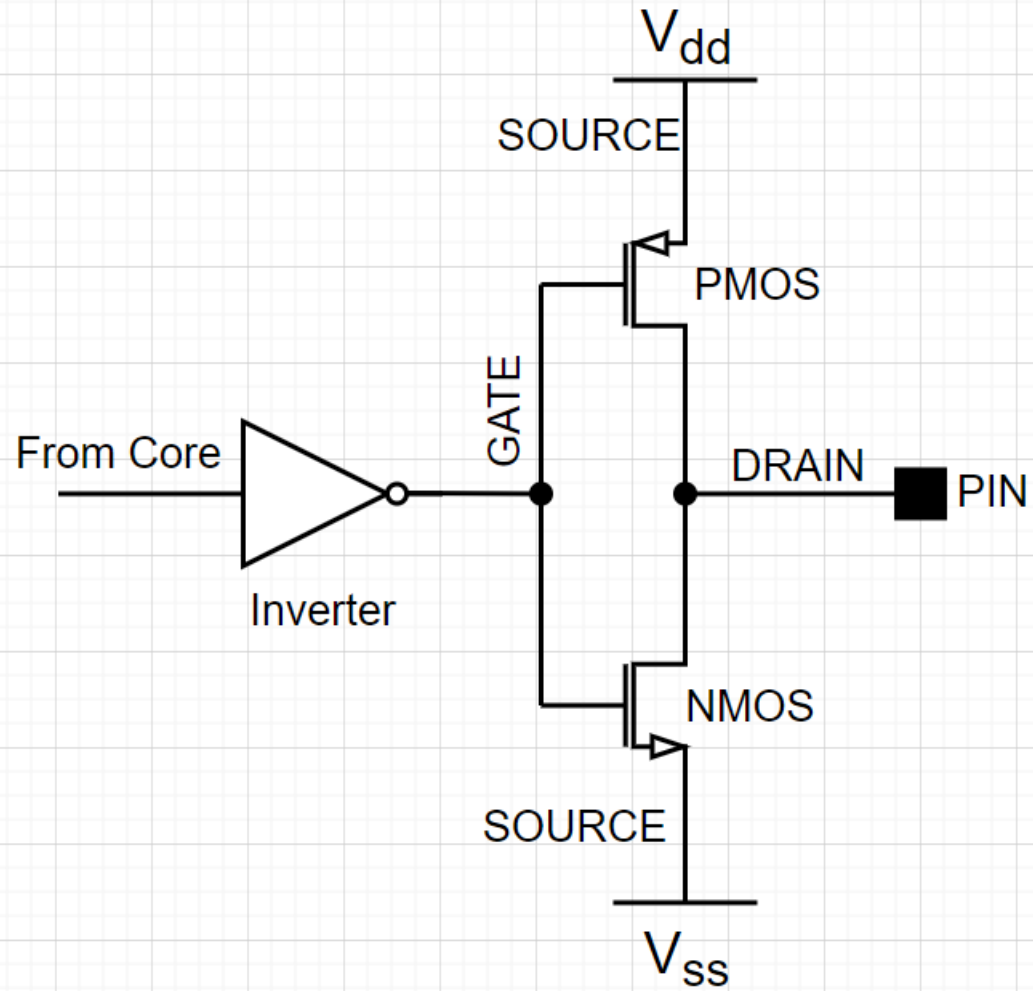 Vdd
SOURCE
PMOS
GATE
From Core
DRAIN
PIN
Inverter
NMOS
SOURCE
Vss